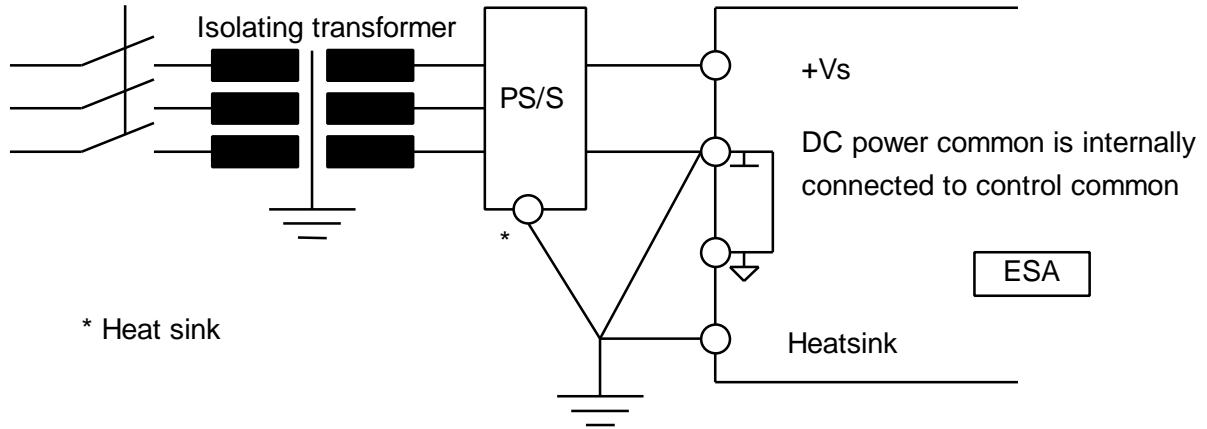 Isolating transformer
PS/S
+Vs
DC power common is internally
connected to control common
*
ESA
* Heat sink
Heatsink